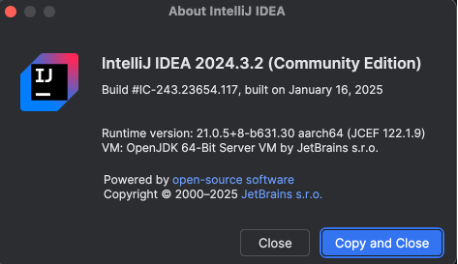 About IntelliJ IDEA
IJ
IntelliJ IDEA 2024.3.2 (Community Edition)
Build #IC-243.23654.117, built on January 16, 2025
Runtime version: 21.0.5+8-b631.30 aarch64 (JCEF 122.1.9)
VM: OpenJDK 64-Bit Server VM by JetBrains s.r.o.
Powered by open-source software
Copyright © 2000–2025 JetBrains s.r.o.
Close
Copy and Close